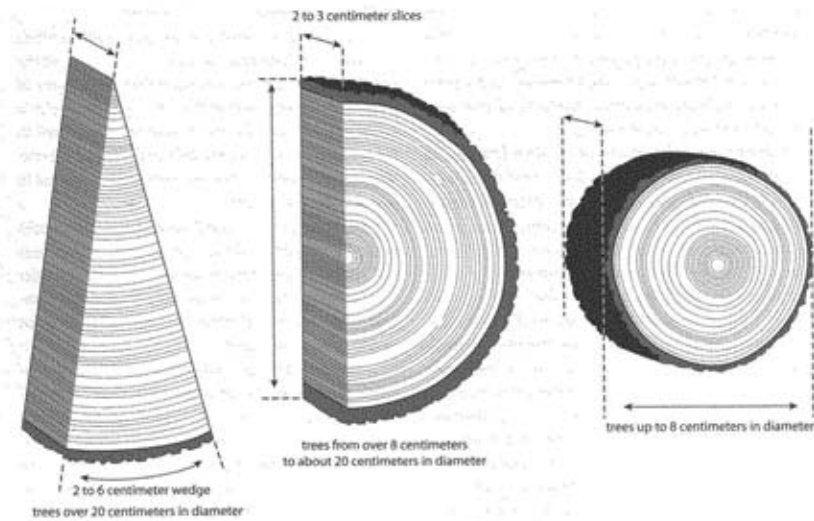 2 to 3 centimeter slices
trees up to 8 centimeters in diameter
trees from over 8 centimeters
to about 20 centimeters in diameter
2 to 6 centimeter wedge
trees over 20 centimeters in diameter